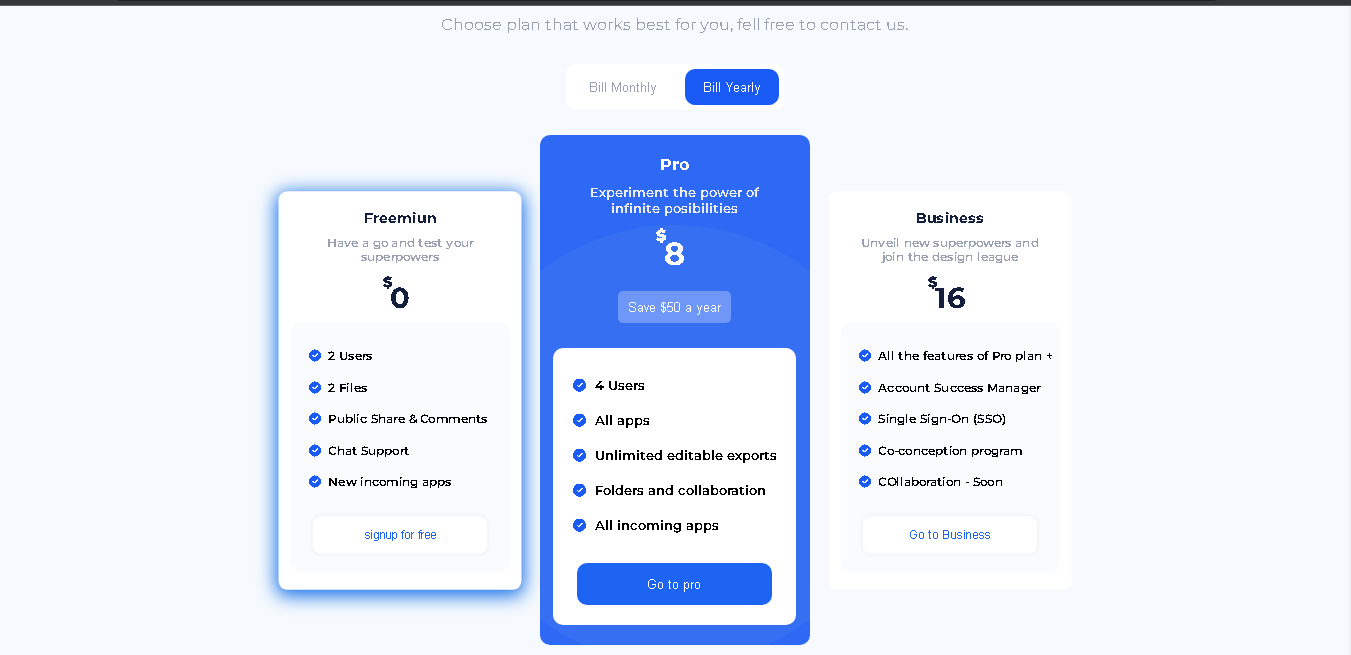 Choose plan that works best for you, fell free to contact us.
Bill Monthly
Bill Yearly
Freemiun
Have a go and test your
superpowers
$0
2 Users
2 Files
Public Share & Comments
Chat Support
New incoming apps
signup for free
Pro
Experiment the power of
infinite posibilities
$8
Save $50 a year
4 Users
All apps
Unlimited editable exports
Folders and collaboration
All incoming apps
Go to pro
Business
Unveil new superpowers and
join the design league
$16
All the features of Pro plan +
Account Success Manager
Single Sign-On (SSO)
Co-conception program
COllaboration - Soon
Go to Business